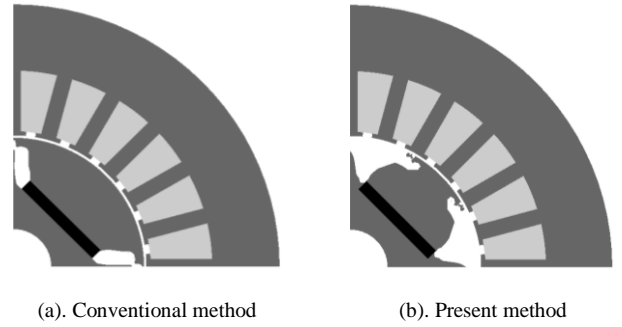 (a). Conventional method
(b). Present method